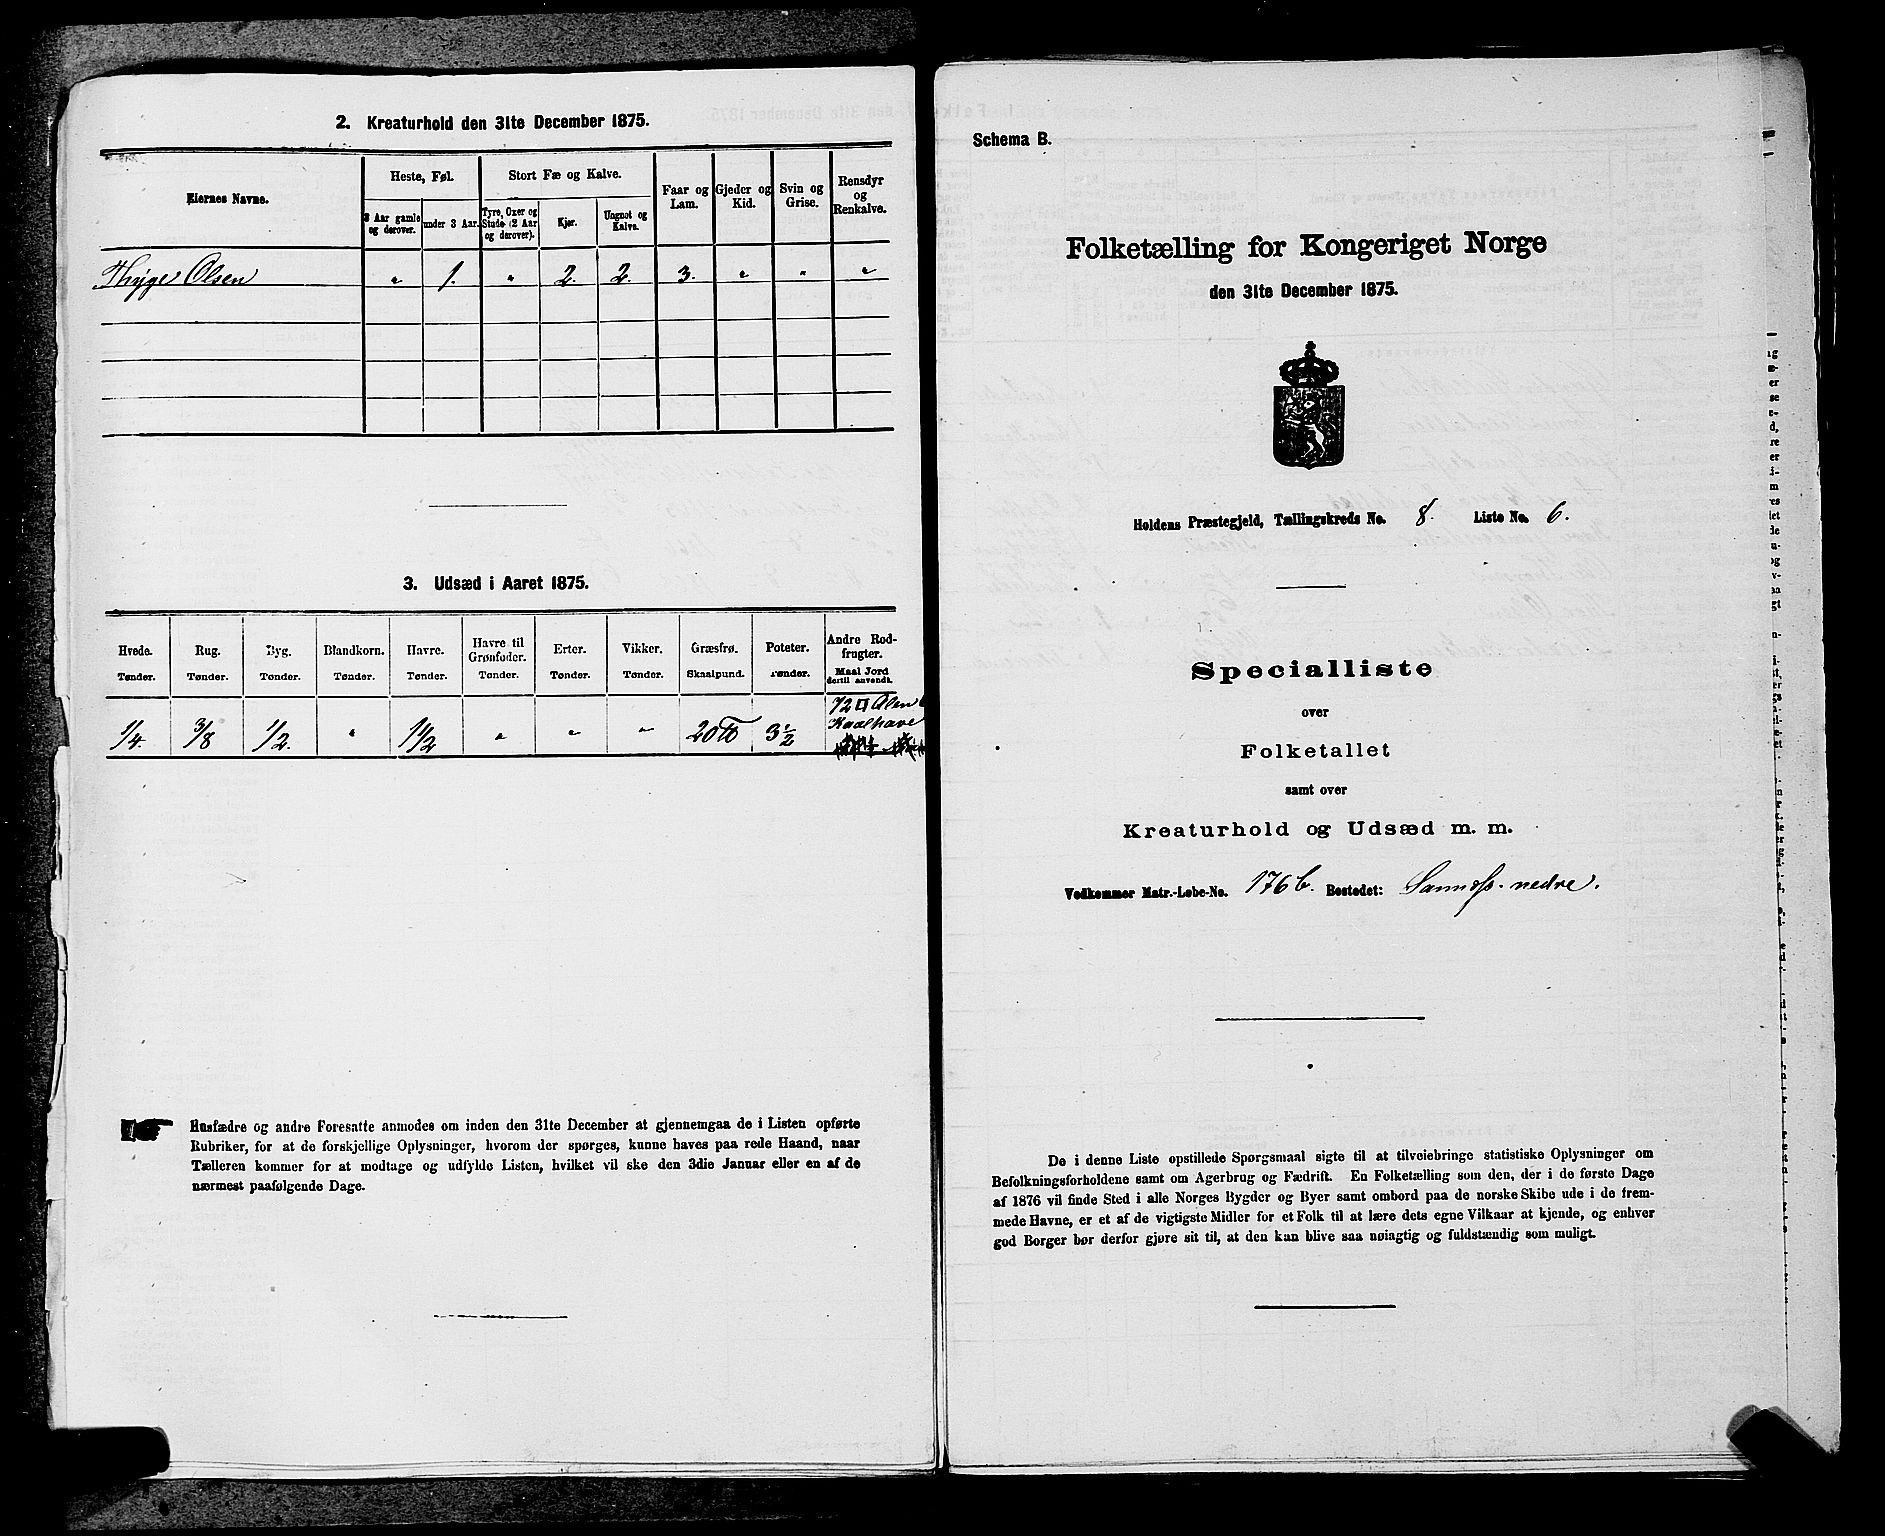 2. Kreaturhold den 31te December 1875.
Eiernes Navne.
Heste, Føl.
Stort Fæ og Kalve.
Faar og Lam.
Gjeder og Kid.
Svin og Grise.
Rensdyr og Renkalve.
3 Aar gamle og derover.
under 3 Aar.
Tyre, Oxer og Stude (2 Aar og derover).
Kjør.
Ungnot og Kalve.
Thyge Olsen " 1. " 2. 2. 3. " " "
3. Udsæd i Aaret 1875.
Hvede. Rug. Byg. Blandkorn. Havre. Havre til Grønfoder. Erter. Vikker. Græsfrø. Poteter. Andre Rodfrugter.
Tønder. Tønder. Tønder. Tønder. Tønder. Tønder. Tønder. Tønder. Skaalpund. Tønder. Maal Jord dertil anvendt.
1/4. 3/8 1/2. " 1 1/2 " " " 20 ℔ 3 1/2 72 □ Alen Kaalhave
Husfædre og andre Foresatte anmodes om inden den 31te December at gjennemgaa de i Listen opførte
Rubriker, for at de forskjellige Oplysninger, hvorom der spørges, kunne haves paa rede Haand, naar
Tælleren kommer for at modtage og udfylde Listen, hvilket vil ske den 3die Januar eller en af de
nærmest paafølgende Dage.
Schema B.
Folketælling for Kongeriget Norge
den 31te December 1875.
Holdens Præstegjeld, Tællingskreds No. 8. Liste No. 6.
Specialliste
over
Folketallet
samt over
Kreaturhold og Udsæd m. m.
Vedkommer Matr.-Løbe-No. 176 b. Bostedet: nedre.
De i denne Liste opstillede Spørgsmaal sigte til at tilveiebringe statistiske Oplysninger om
Befolkningsforholdene samt om Agerbrug og Fædrift. En Folketælling som den, der i de første Dage
af 1876 vil finde Sted i alle Norges Bygder og Byer samt ombord paa de norske Skibe ude i de frem-
mede Havne, er et af de vigtigste Midler for et Folk til at lære dets egne Vilkaar at kjende, og enhver
god Borger bør derfor gjøre sit til, at den kan blive saa nøiagtig og fuldstændig som muligt.